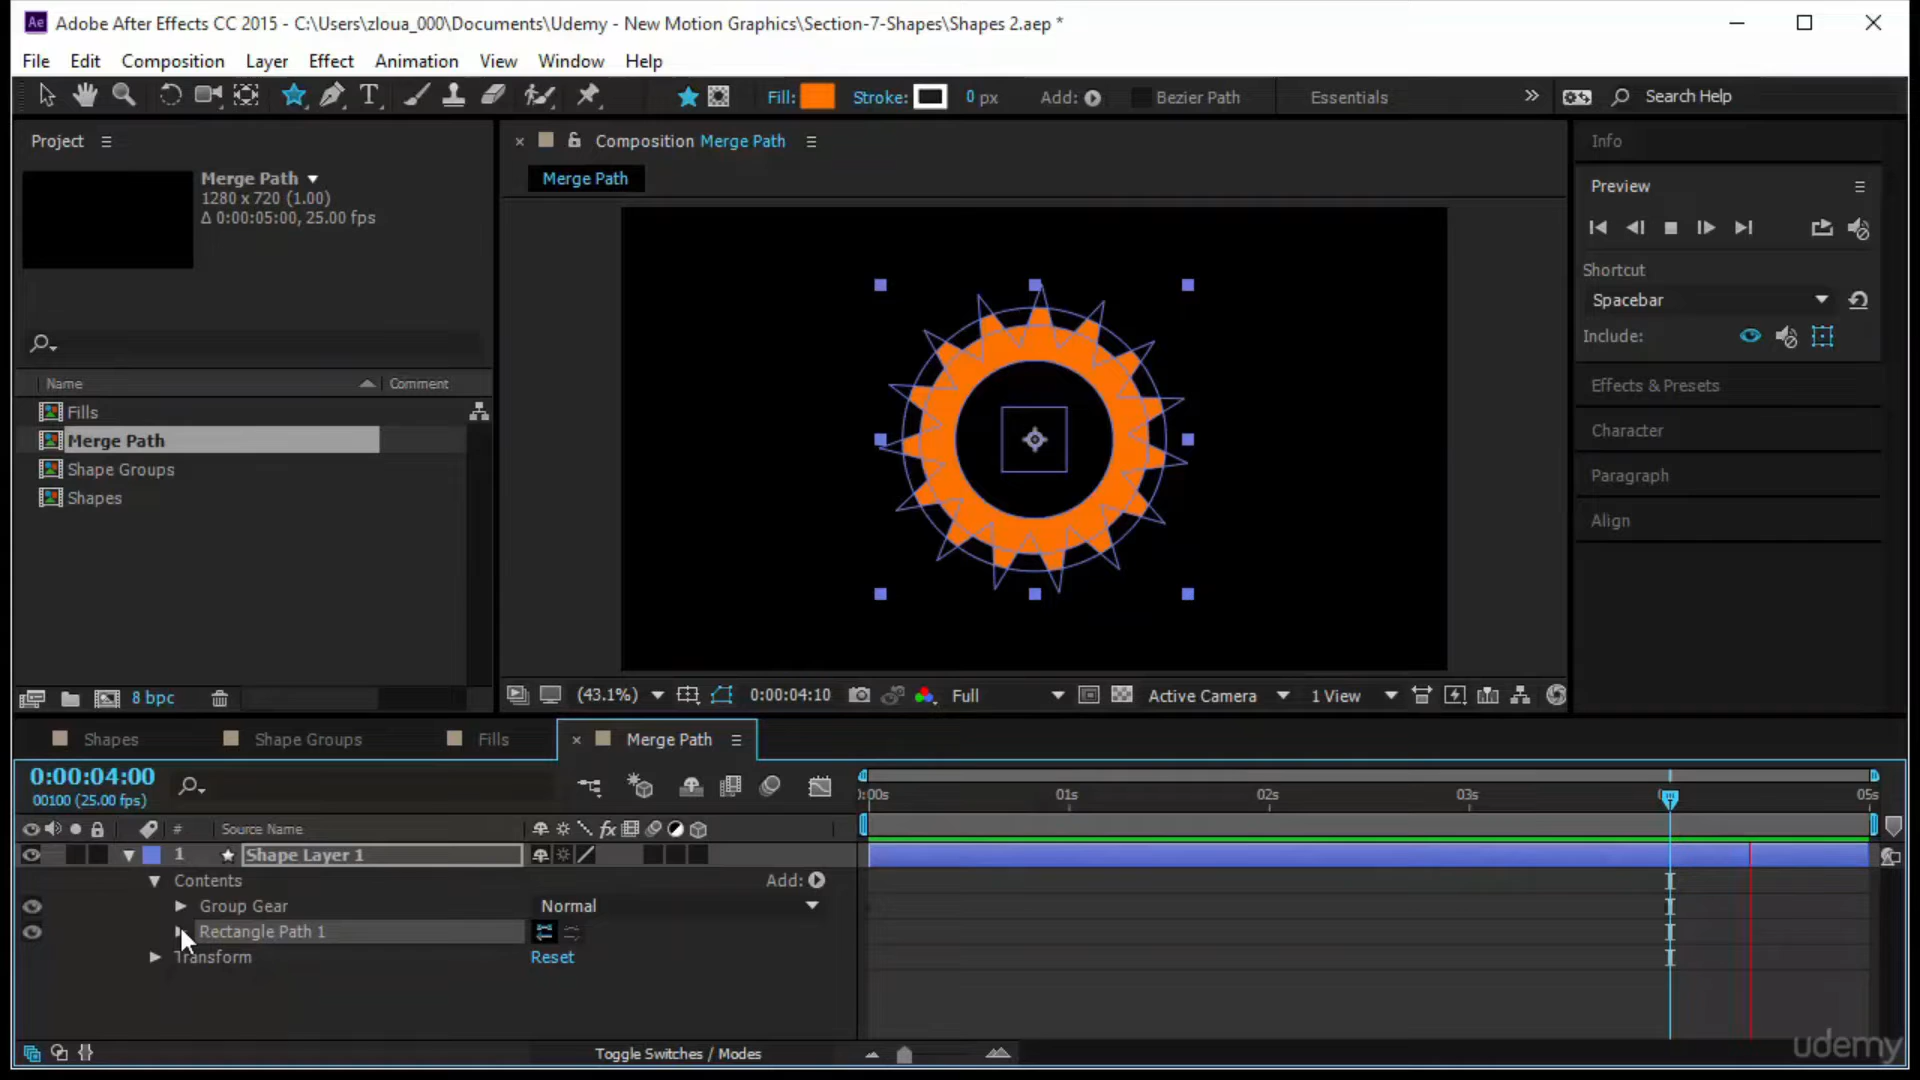 Ae Adobe After Effects CC 2015 - C:\Users\zloua_000\Documents\Udemy - New Motion Graphics\Section-7-Shapes\Shapes 2.aep *
File Edit Composition Layer Effect Animation View Window Help
T Fill: Stroke: 0 px Add: Bezier Path Essentials » Search Help
Project
Composition Merge Path
Info
Merge Path
1280 x 720 (1.00)
Δ 0:00:05:00, 25.00 fps
Merge Path
Preview
Shortcut
Spacebar
Include:
Effects & Presets
Character
Paragraph
Align
Name Comment
Fills
Merge Path
Shape Groups
Shapes
8 bpc
(43.1%) 0:00:04:10 Full Active Camera 1 View
Shapes Shape Groups Fills × Merge Path
0:00:04:00
00100 (25.00 fps)
:00s 01s 02s 03s 05s
# Source Name fx
1 Shape Layer 1
Contents Add:
Group Gear Normal
Rectangle Path 1
Transform Reset
Toggle Switches / Modes
udemy